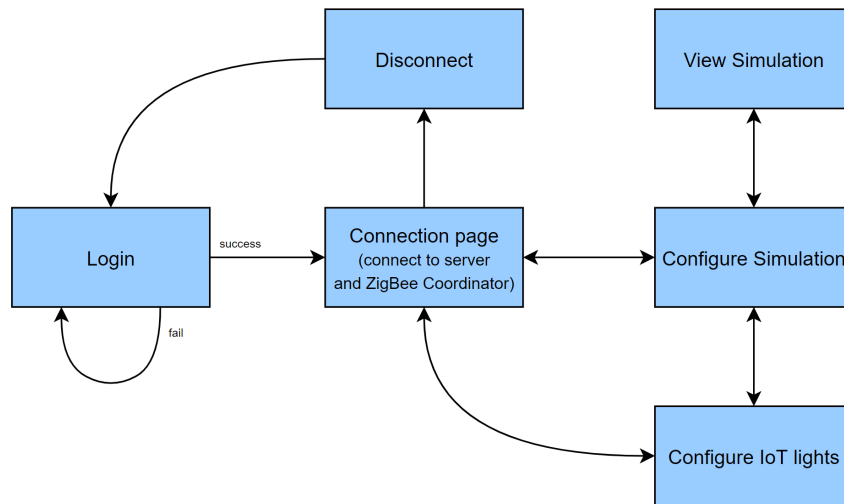 Disconnect
View Simulation
Login
success
Connection page
(connect to server
and ZigBee Coordinator)
Configure Simulation
fail
Configure IoT lights